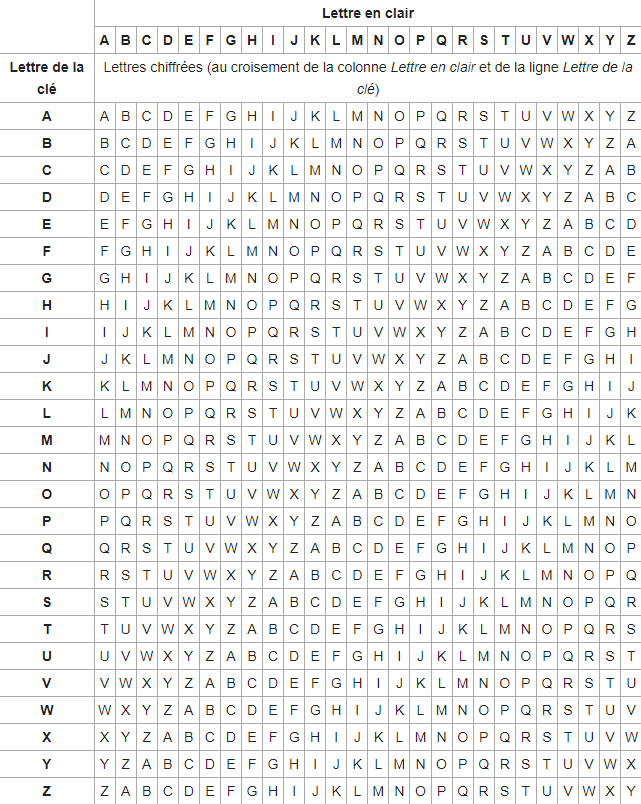 Lettre en clair
A B C D E F G H I J K L M N O P Q R S T U V W X Y Z
Lettre de la clé
Lettres chiffrées (au croisement de la colonne Lettre en clair et de la ligne Lettre de la clé)
A A B C D E F G H I J K L M N O P Q R S T U V W X Y Z
B B C D E F G H I J K L M N O P Q R S T U V W X Y Z A
C C D E F G H I J K L M N O P Q R S T U V W X Y Z A B
D D E F G H I J K L M N O P Q R S T U V W X Y Z A B C
E E F G H I J K L M N O P Q R S T U V W X Y Z A B C D
F F G H I J K L M N O P Q R S T U V W X Y Z A B C D E
G G H I J K L M N O P Q R S T U V W X Y Z A B C D E F
H H I J K L M N O P Q R S T U V W X Y Z A B C D E F G
I I J K L M N O P Q R S T U V W X Y Z A B C D E F G H
J J K L M N O P Q R S T U V W X Y Z A B C D E F G H I
K K L M N O P Q R S T U V W X Y Z A B C D E F G H I J
L L M N O P Q R S T U V W X Y Z A B C D E F G H I J K
M M N O P Q R S T U V W X Y Z A B C D E F G H I J K L
N N O P Q R S T U V W X Y Z A B C D E F G H I J K L M
O O P Q R S T U V W X Y Z A B C D E F G H I J K L M N
P P Q R S T U V W X Y Z A B C D E F G H I J K L M N O
Q Q R S T U V W X Y Z A B C D E F G H I J K L M N O P
R R S T U V W X Y Z A B C D E F G H I J K L M N O P Q
S S T U V W X Y Z A B C D E F G H I J K L M N O P Q R
T T U V W X Y Z A B C D E F G H I J K L M N O P Q R S
U U V W X Y Z A B C D E F G H I J K L M N O P Q R S T
V V W X Y Z A B C D E F G H I J K L M N O P Q R S T U
W W X Y Z A B C D E F G H I J K L M N O P Q R S T U V
X X Y Z A B C D E F G H I J K L M N O P Q R S T U V W
Y Y Z A B C D E F G H I J K L M N O P Q R S T U V W X
Z Z A B C D E F G H I J K L M N O P Q R S T U V W X Y